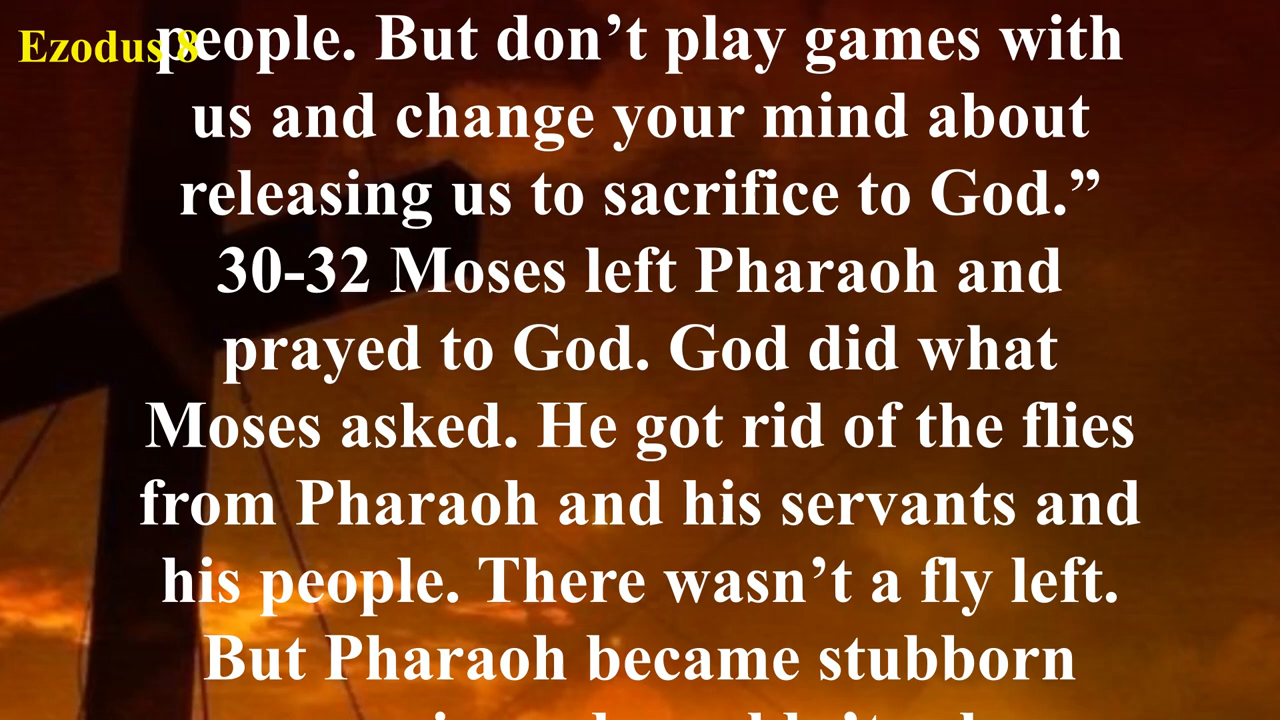 Ezodus 8
people. But don’t play games with
us and change your mind about
releasing us to sacrifice to God.”
30-32 Moses left Pharaoh and
prayed to God. God did what
Moses asked. He got rid of the flies
from Pharaoh and his servants and
his people. There wasn’t a fly left.
But Pharaoh became stubborn